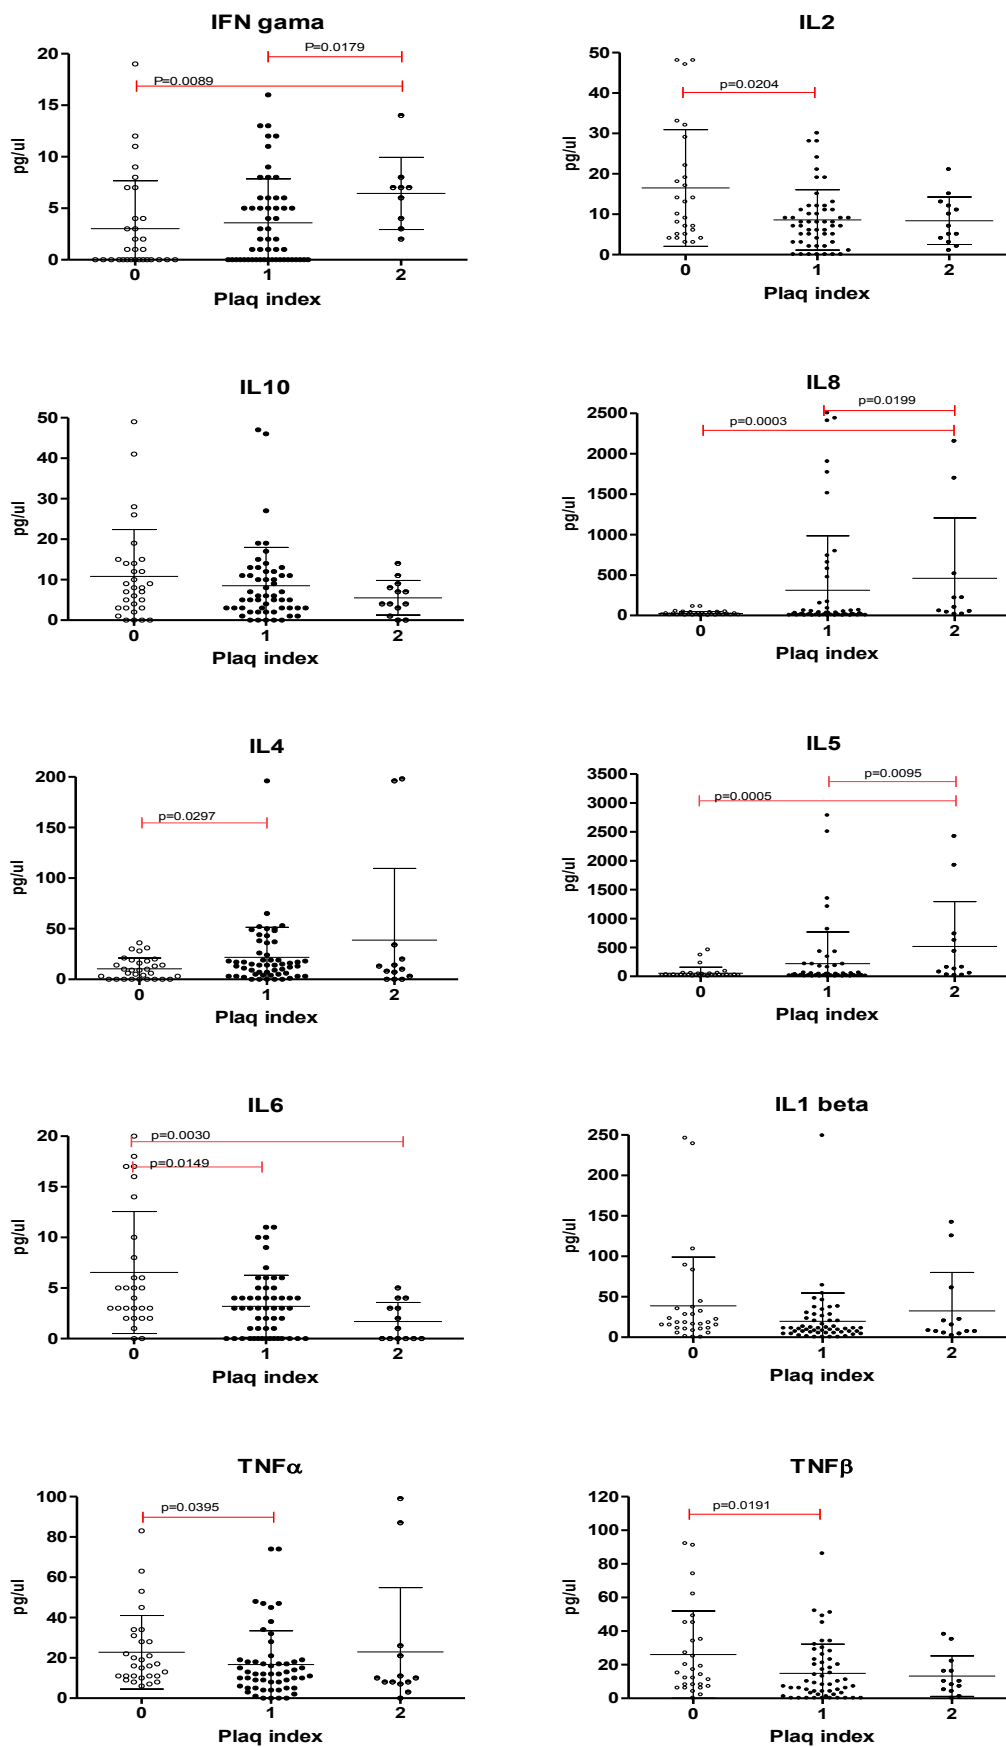 IFN gama
P=0.0179
P=0.0089
20
15
10
5
0
pg/ul
0 1 2
Plaq index
IL2
p=0.0204
50
40
30
20
10
0
pg/ul
0 1 2
Plaq index
IL10
50
40
30
20
10
0
pg/ul
0 1 2
Plaq index
IL8
p=0.0199
p=0.0003
2500
2000
1500
1000
500
0
pg/ul
0 1 2
Plaq index
IL4
p=0.0297
200
150
100
50
0
pg/ul
0 1 2
Plaq index
IL5
p=0.0095
p=0.0005
3500
3000
2500
2000
1500
1000
500
0
pg/ul
0 1 2
Plaq index
IL6
p=0.0030
p=0.0149
20
15
10
5
0
pg/ul
0 1 2
Plaq index
IL1 beta
250
200
150
100
50
0
pg/ul
0 1 2
Plaq index
TNFα
p=0.0395
100
80
60
40
20
0
pg/ul
0 1 2
Plaq index
TNFβ
p=0.0191
120
100
80
60
40
20
0
pg/ul
0 1 2
Plaq index